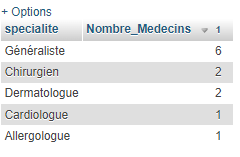 + Options
specialite Nombre_Medecins 1
Généraliste 6
Chirurgien 2
Dermatologue 2
Cardiologue 1
Allergologue 1